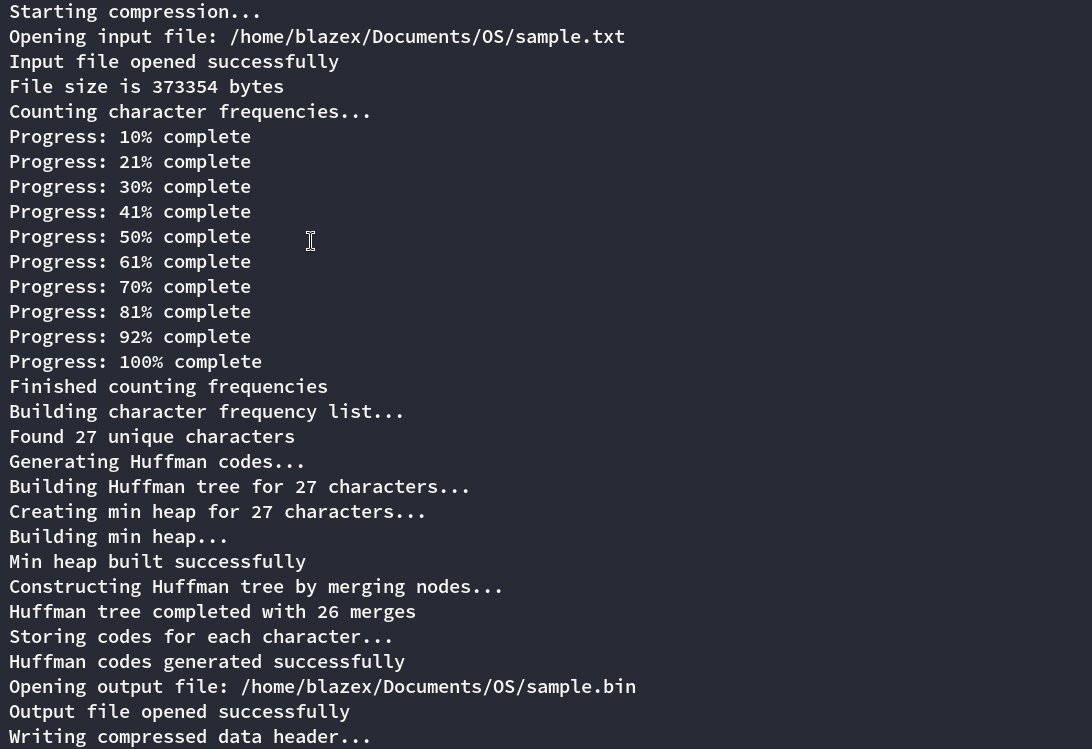 Starting compression...
Opening input file: /home/blazex/Documents/OS/sample.txt
Input file opened successfully
File size is 373354 bytes
Counting character frequencies...
Progress: 10% complete
Progress: 21% complete
Progress: 30% complete
Progress: 41% complete
Progress: 50% complete
Progress: 61% complete
Progress: 70% complete
Progress: 81% complete
Progress: 92% complete
Progress: 100% complete
Finished counting frequencies
Building character frequency list...
Found 27 unique characters
Generating Huffman codes...
Building Huffman tree for 27 characters...
Creating min heap for 27 characters...
Building min heap...
Min heap built successfully
Constructing Huffman tree by merging nodes...
Huffman tree completed with 26 merges
Storing codes for each character...
Huffman codes generated successfully
Opening output file: /home/blazex/Documents/OS/sample.bin
Output file opened successfully
Writing compressed data header...